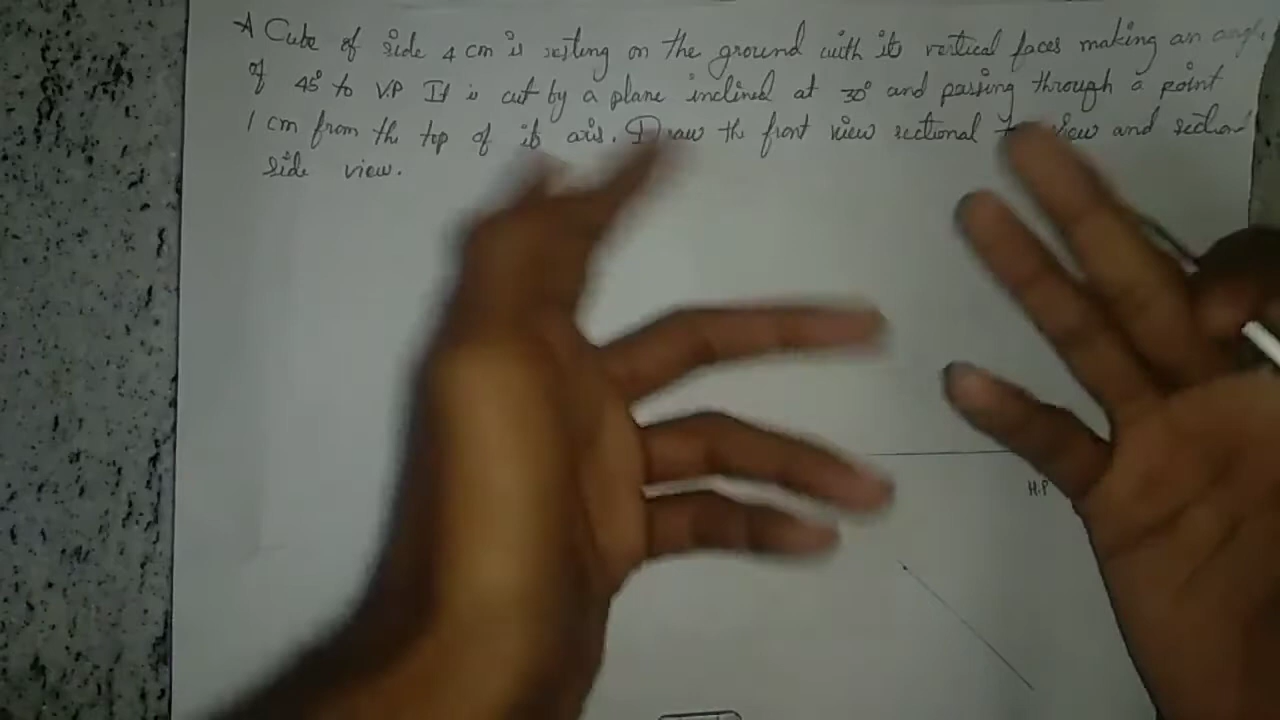 A Cube of side 4 cm is resting on the ground with its vertical faces making an angle
of 45° to V.P It is cut by a plane inclined at 30° and passing through a point
1 cm from the top of its axis. Draw the front view sectional view and section
side view.
H.P